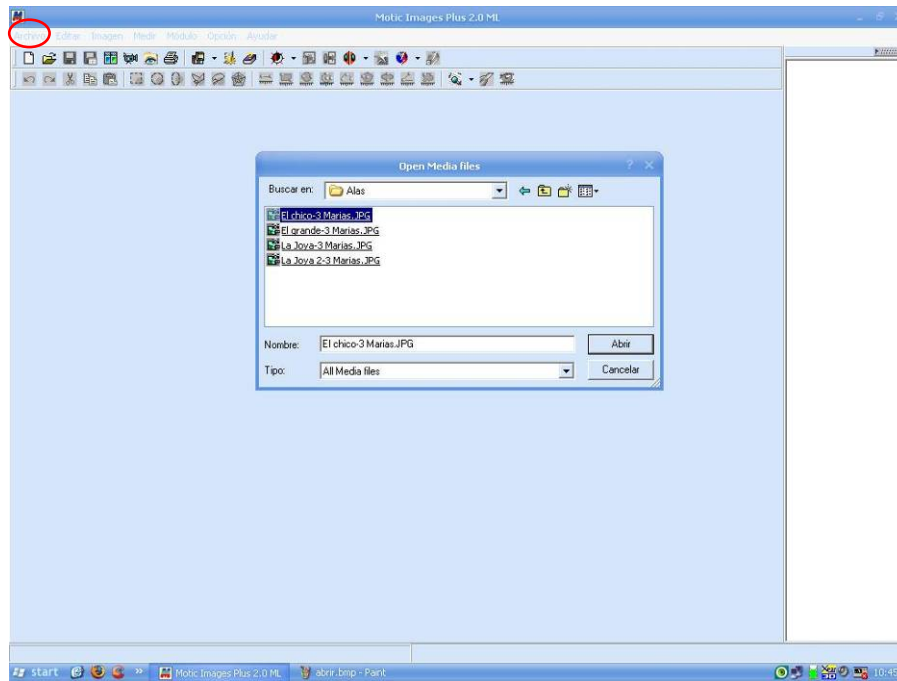 Motic Images Plus 2.0 ML
Archivo Editar Imagen Medir Módulo Opción Ayudar
Open Media files
Buscar en: Alas
El chico-3 Marias.JPG
El grande-3 Marias.JPG
La Joya-3 Marias.JPG
La Joya 2-3 Marias.JPG
Nombre: El chico-3 Marias.JPG Abrir
Tipo: All Media files Cancelar
start Motic Images Plus 2.0 ML abrir.bmp - Paint 10:45